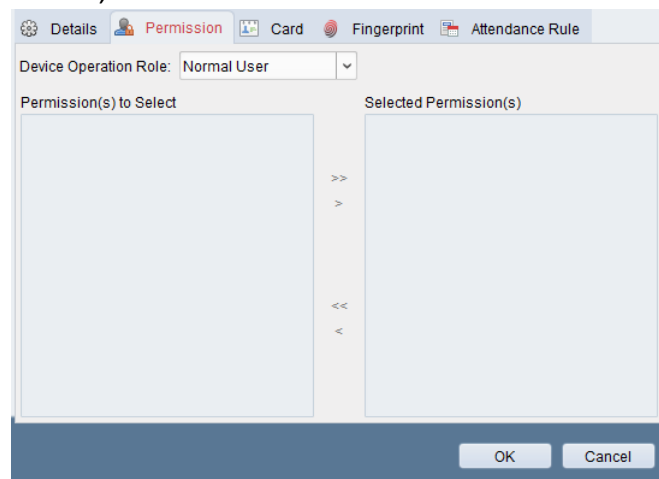 Details Permission Card Fingerprint Attendance Rule
Device Operation Role: Normal User
Permission(s) to Select Selected Permission(s)
>>
>
<<
<
OK Cancel